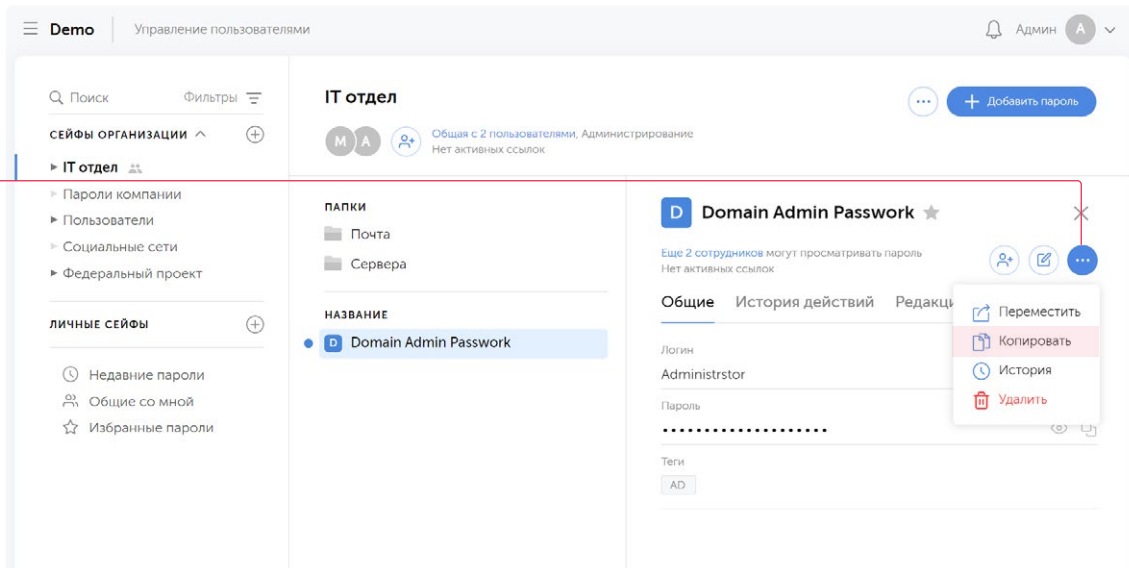 Demo
Управление пользователями
Админ
A
Поиск
Фильтры
СЕЙФЫ ОРГАНИЗАЦИИ
IT отдел
Пароли компании
Пользователи
Социальные сети
Федеральный проект
ЛИЧНЫЕ СЕЙФЫ
Недавние пароли
Общие со мной
Избранные пароли
IT отдел
Добавить пароль
M
A
Общая с 2 пользователями, Администрирование
Нет активных ссылок
ПАПКИ
Почта
Сервера
НАЗВАНИЕ
D
Domain Admin Passwork
D
Domain Admin Passwork
Еще 2 сотрудников могут просматривать пароль
Нет активных ссылок
Общие
История действий
Редакци
Переместить
Копировать
История
Удалить
Логин
Administrstor
Пароль
Теги
AD